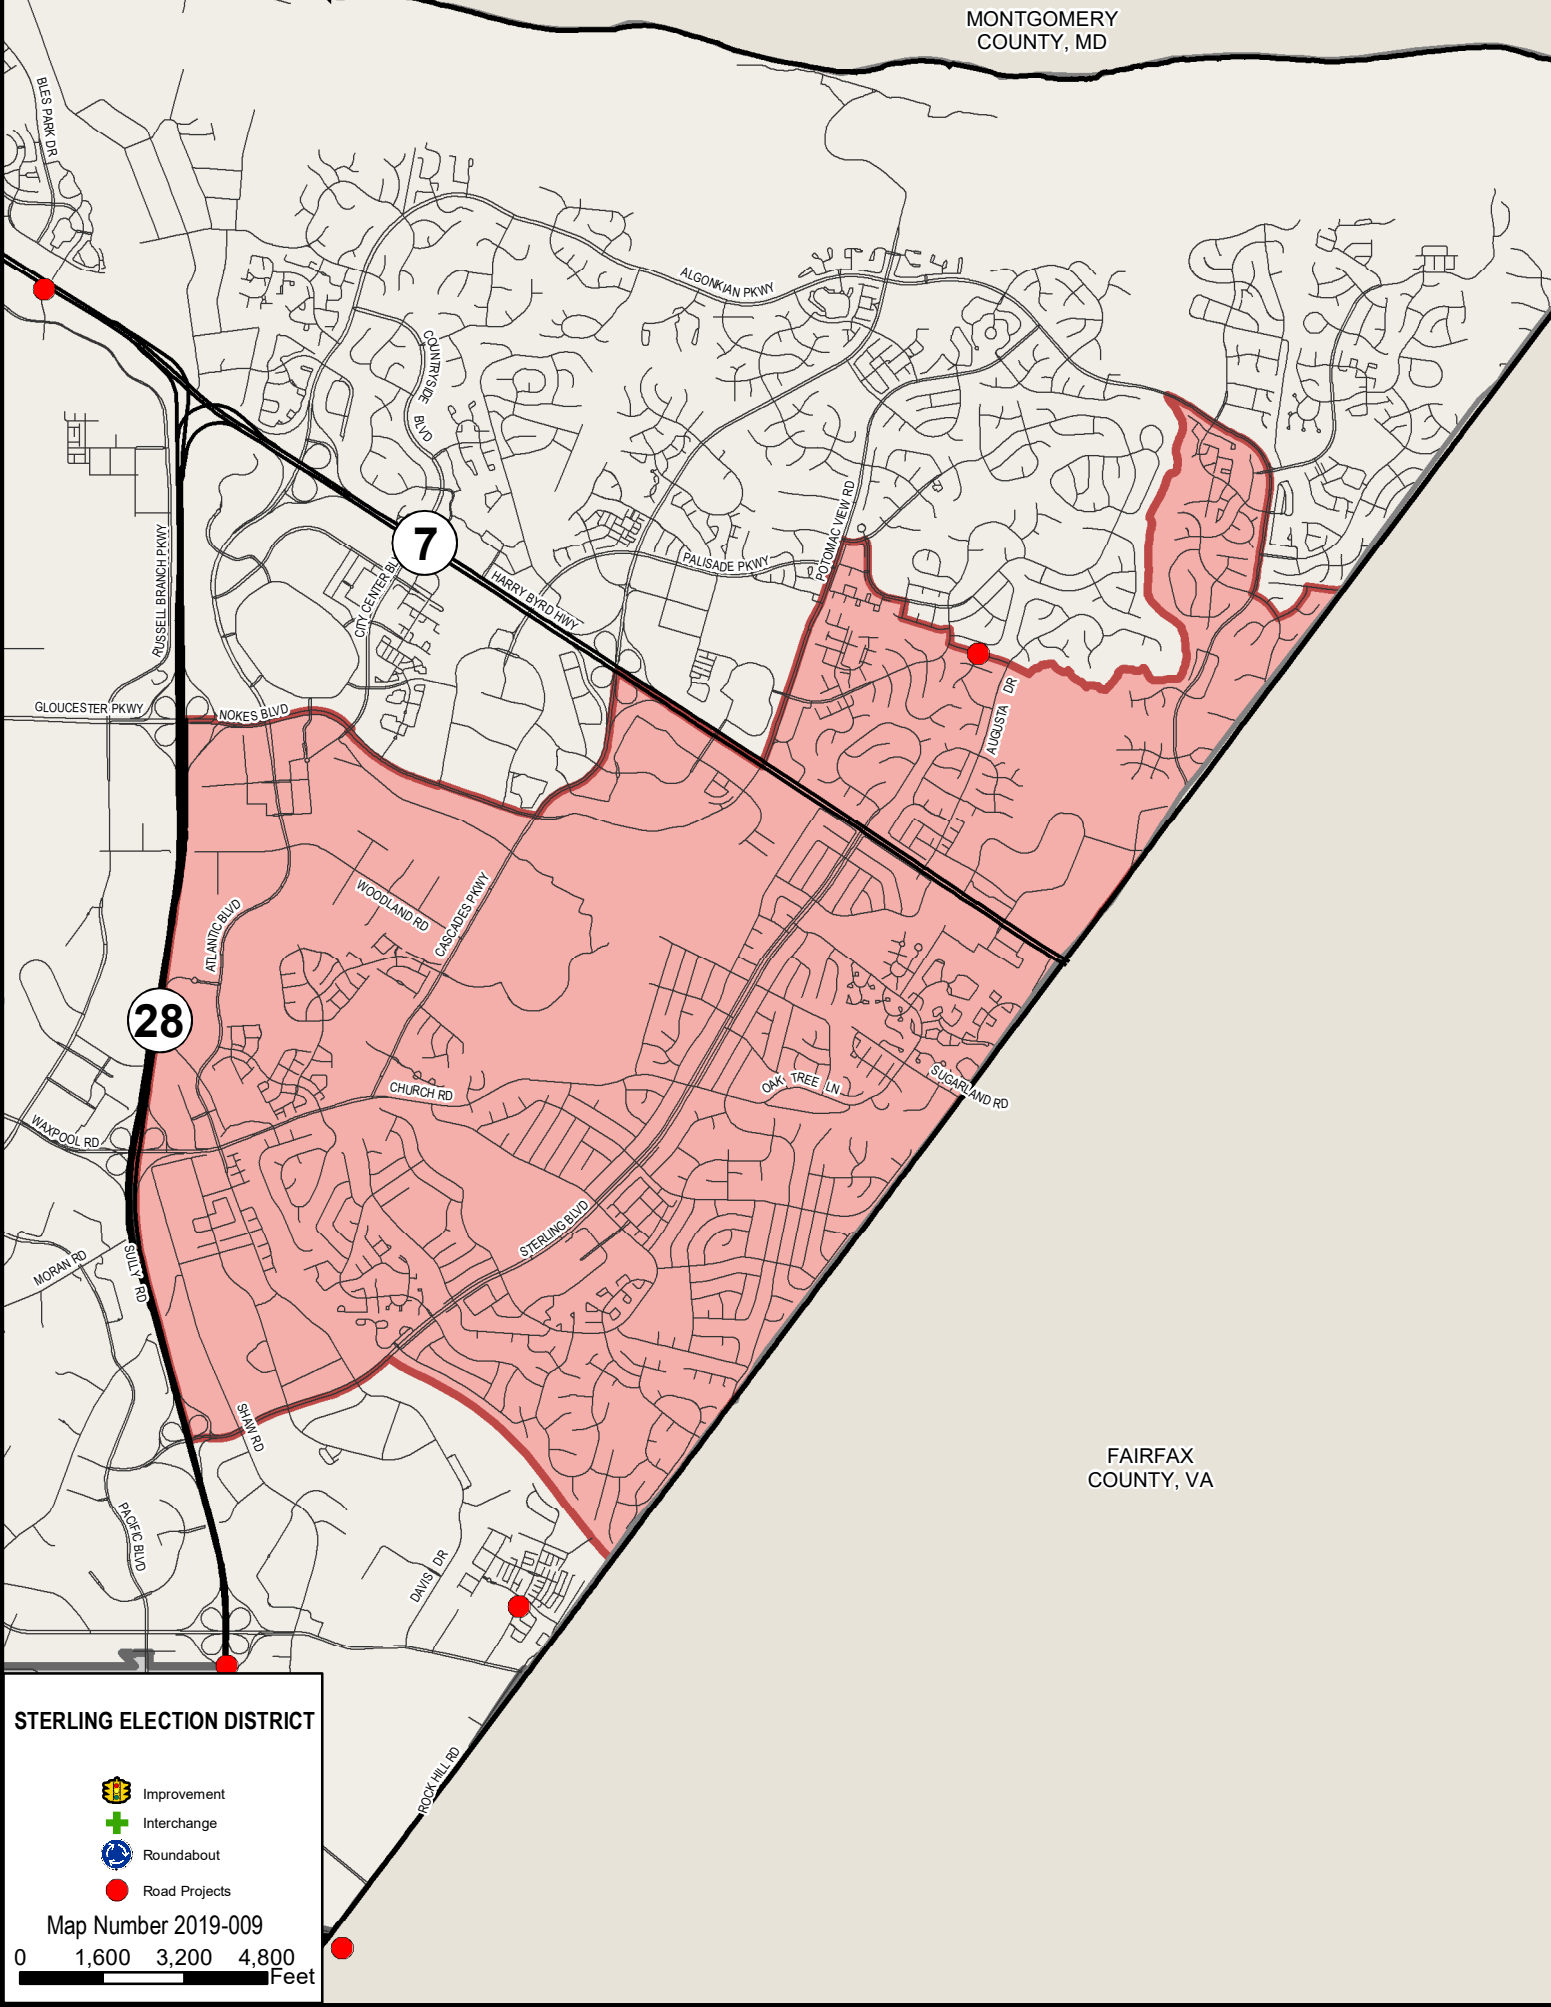 MONTGOMERY
COUNTY, MD
BLES PARK DR
ALGONKIAN PKWY
COUNTRYSIDE
BLVD
POTOMAC VIEW RD
7
PALISADE PKWY
HARRY BYRD HWY
RUSSELL BRANCH PKWY
CITY CENTER BL
GLOUCESTER PKWY
NOKES BLVD
AUGUSTA DR
WOODLAND RD
CASCADES PKWY
ATLANTIC BLVD
28
CHURCH RD
OAK TREE LN
SUGARLAND RD
WAXPOOL RD
STERLING BLVD
MORAN RD
SULLY RD
SHAW RD
FAIRFAX
COUNTY, VA
PACIFIC BLVD
DAVIS DR
ROCK HILL RD
STERLING ELECTION DISTRICT
Improvement
Interchange
Roundabout
Road Projects
Map Number 2019-009
0 1,600 3,200 4,800
Feet